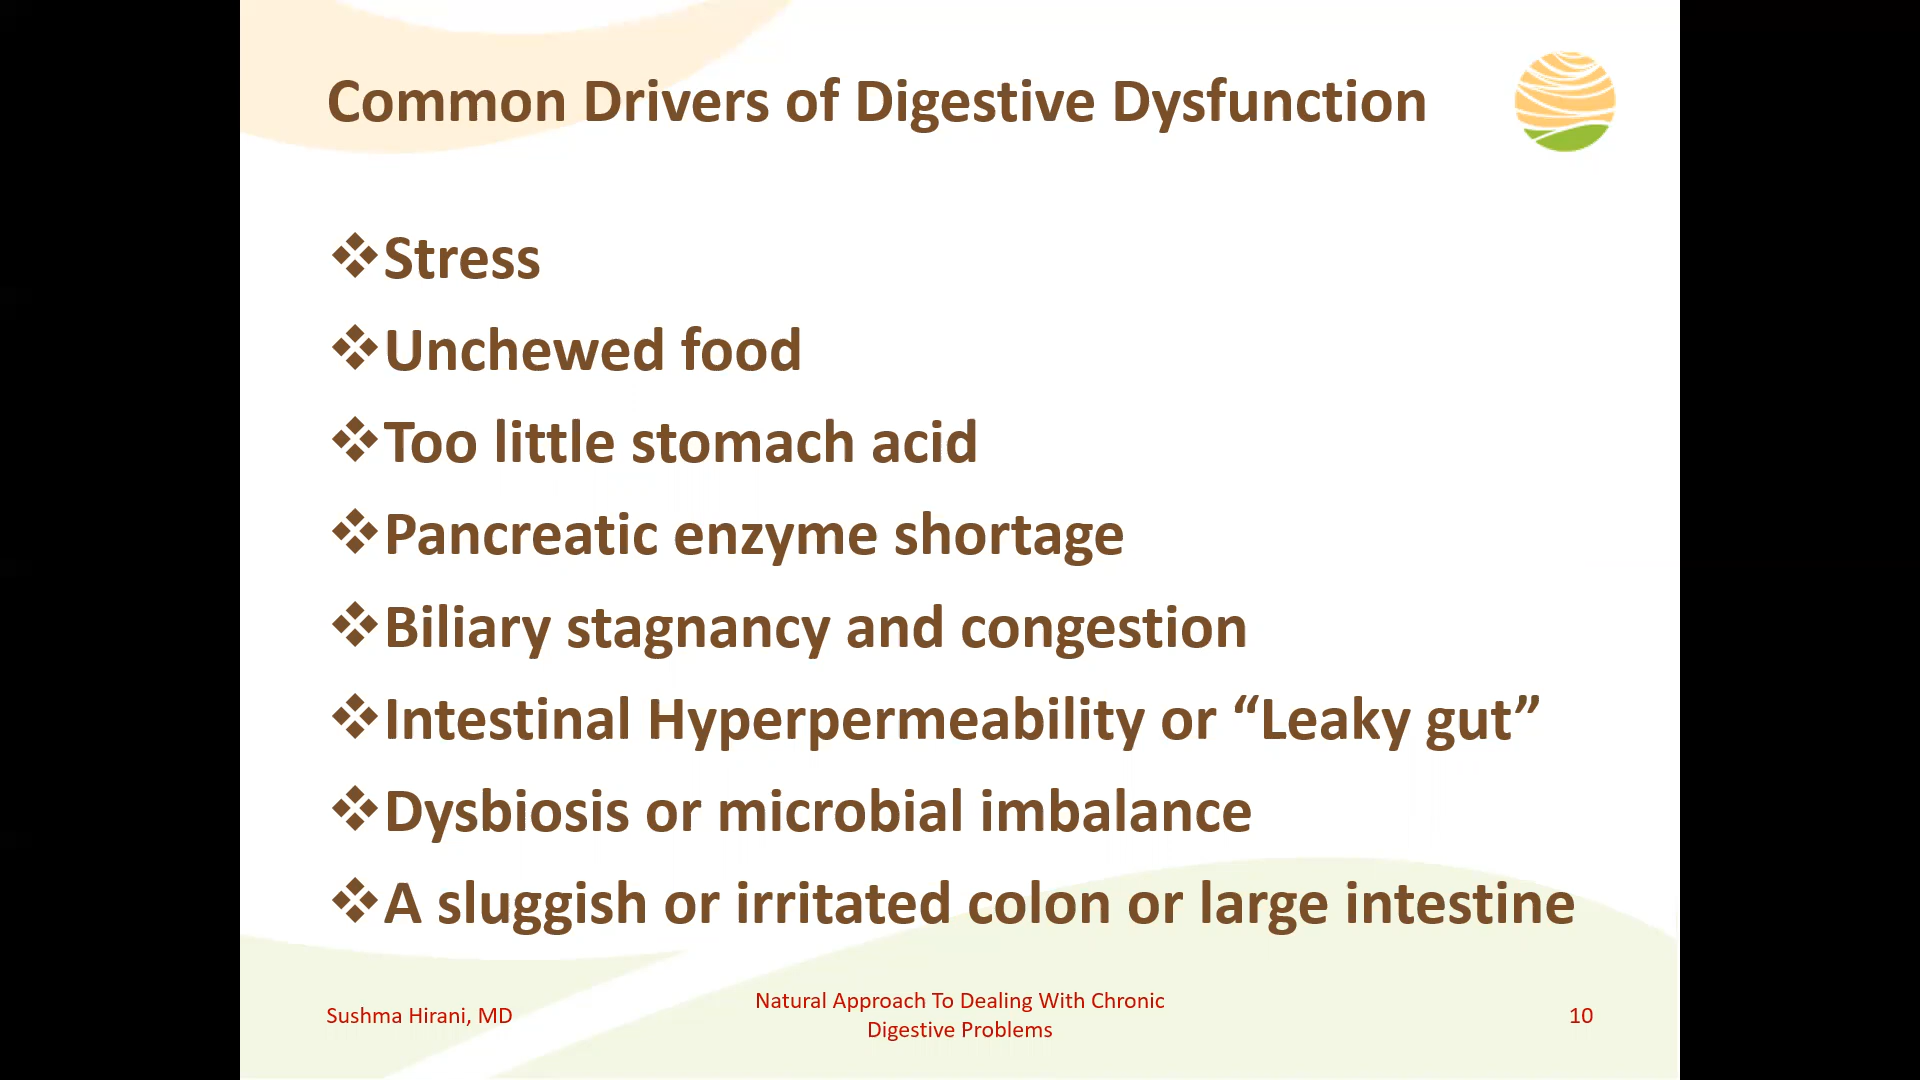 Common Drivers of Digestive Dysfunction
❖Stress
❖Unchewed food
❖Too little stomach acid
❖Pancreatic enzyme shortage
❖Biliary stagnancy and congestion
❖Intestinal Hyperpermeability or “Leaky gut”
❖Dysbiosis or microbial imbalance
❖A sluggish or irritated colon or large intestine
Sushma Hirani, MD
Natural Approach To Dealing With Chronic
Digestive Problems
10